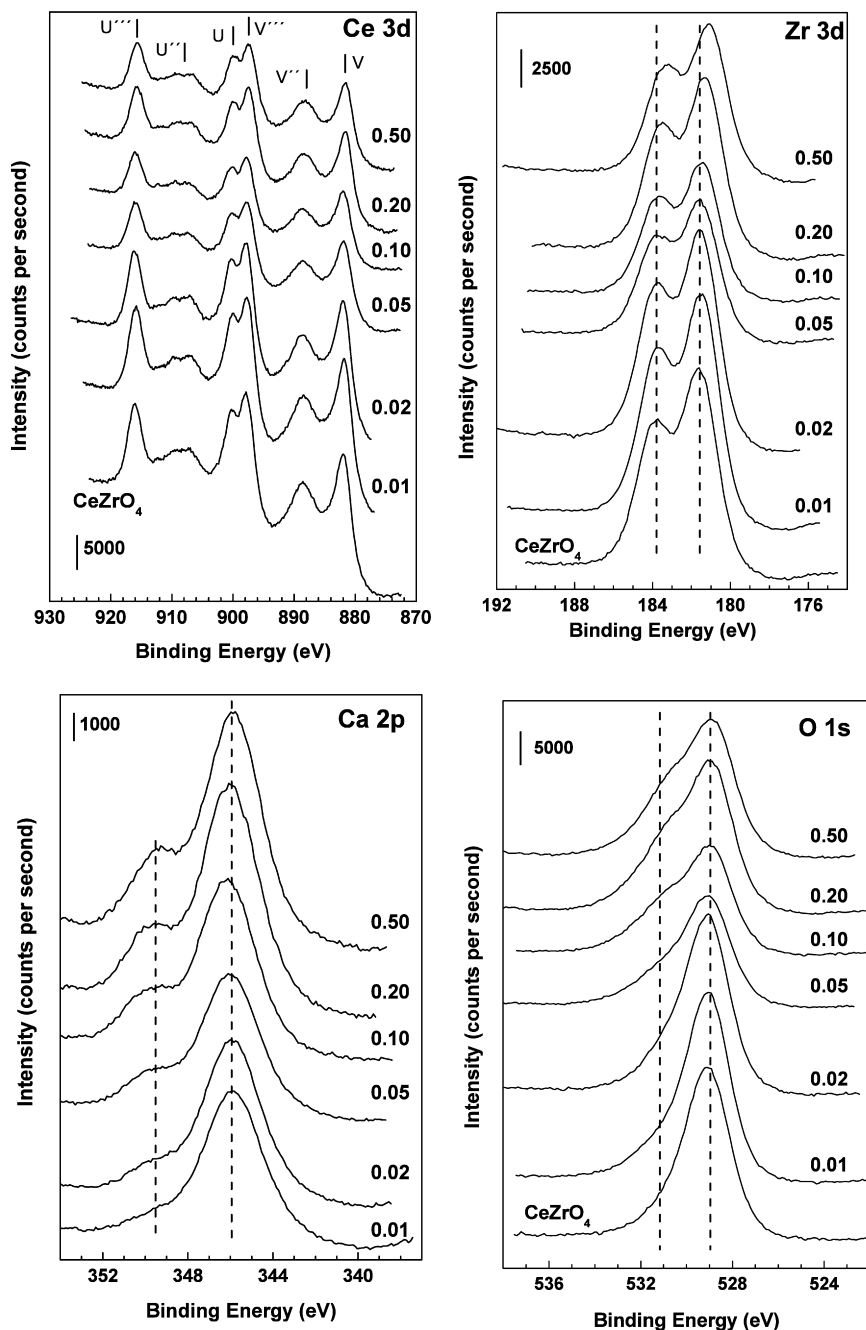 Ce 3d
U´´´
U´´
U
V´´´
V´´
V
0.50
0.20
0.10
0.05
0.02
0.01
CeZrO4
5000
Intensity (counts per second)
930 920 910 900 890 880 870
Binding Energy (eV)
Zr 3d
2500
0.50
0.20
0.10
0.05
0.02
0.01
CeZrO4
Intensity (counts per second)
192 188 184 180 176
Binding Energy (eV)
Ca 2p
1000
0.50
0.20
0.10
0.05
0.02
0.01
Intensity (counts per second)
352 348 344 340
Binding Energy (eV)
O 1s
5000
0.50
0.20
0.10
0.05
0.02
0.01
CeZrO4
Intensity (counts per second)
536 532 528 524
Binding Energy (eV)